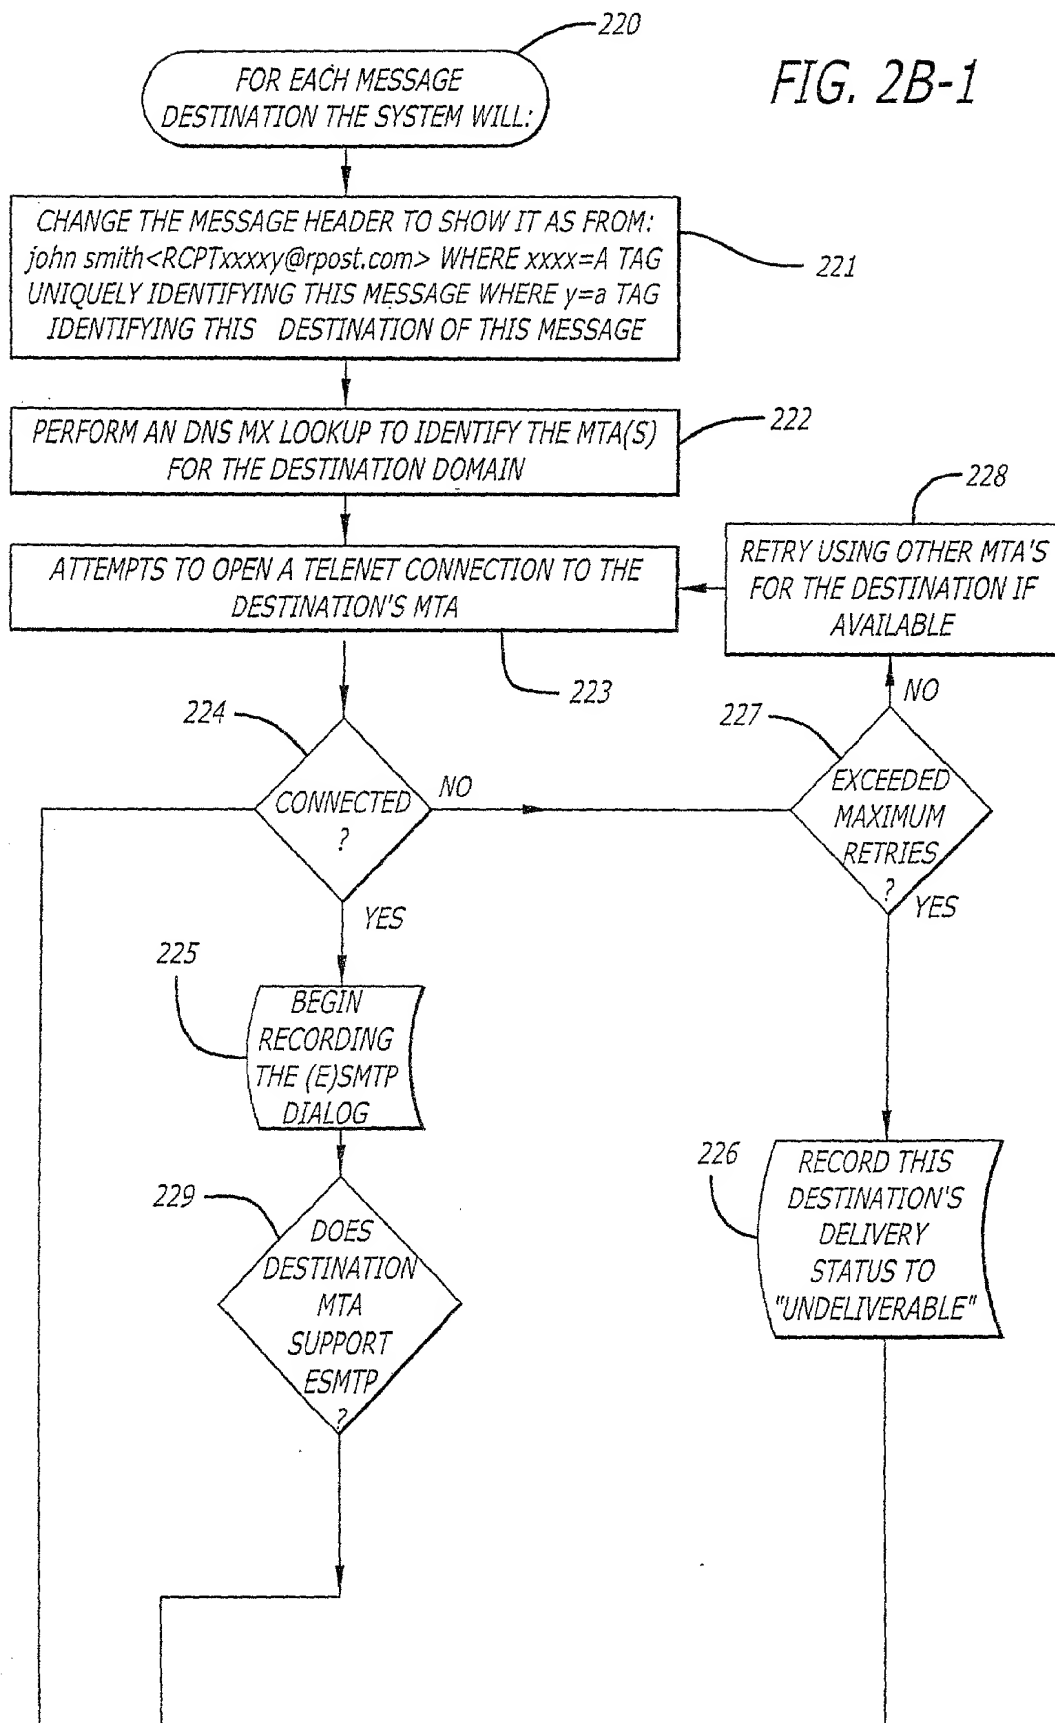 220
FIG. 2B-1
FOR EACH MESSAGE
DESTINATION THE SYSTEM WILL:
CHANGE THE MESSAGE HEADER TO SHOW IT AS FROM:
john smith<RCPTxxxxy@rpost.com> WHERE xxxx=A TAG
UNIQUELY IDENTIFYING THIS MESSAGE WHERE y=a TAG
IDENTIFYING THIS DESTINATION OF THIS MESSAGE
221
PERFORM AN DNS MX LOOKUP TO IDENTIFY THE MTA(S)
FOR THE DESTINATION DOMAIN
222
228
ATTEMPTS TO OPEN A TELENET CONNECTION TO THE
DESTINATION'S MTA
RETRY USING OTHER MTA'S
FOR THE DESTINATION IF
AVAILABLE
223
224
227
NO
CONNECTED
?
NO
EXCEEDED
MAXIMUM
RETRIES
?
YES
YES
225
BEGIN
RECORDING
THE (E)SMTP
DIALOG
226
RECORD THIS
DESTINATION'S
DELIVERY
STATUS TO
"UNDELIVERABLE"
229
DOES
DESTINATION
MTA
SUPPORT
ESMTP
?